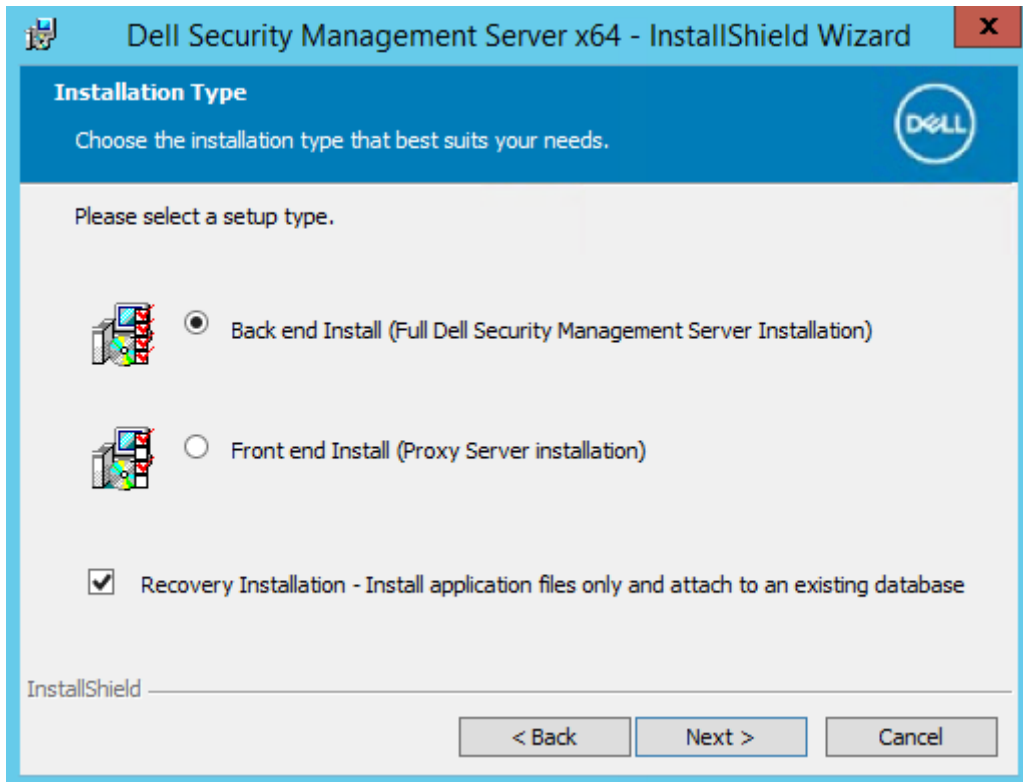 Dell Security Management Server x64 - InstallShield Wizard
x
Installation Type
DELL
Choose the installation type that best suits your needs.
Please select a setup type.
Back end Install (Full Dell Security Management Server Installation)
Front end Install (Proxy Server installation)
Recovery Installation - Install application files only and attach to an existing database
InstallShield
< Back
Next >
Cancel